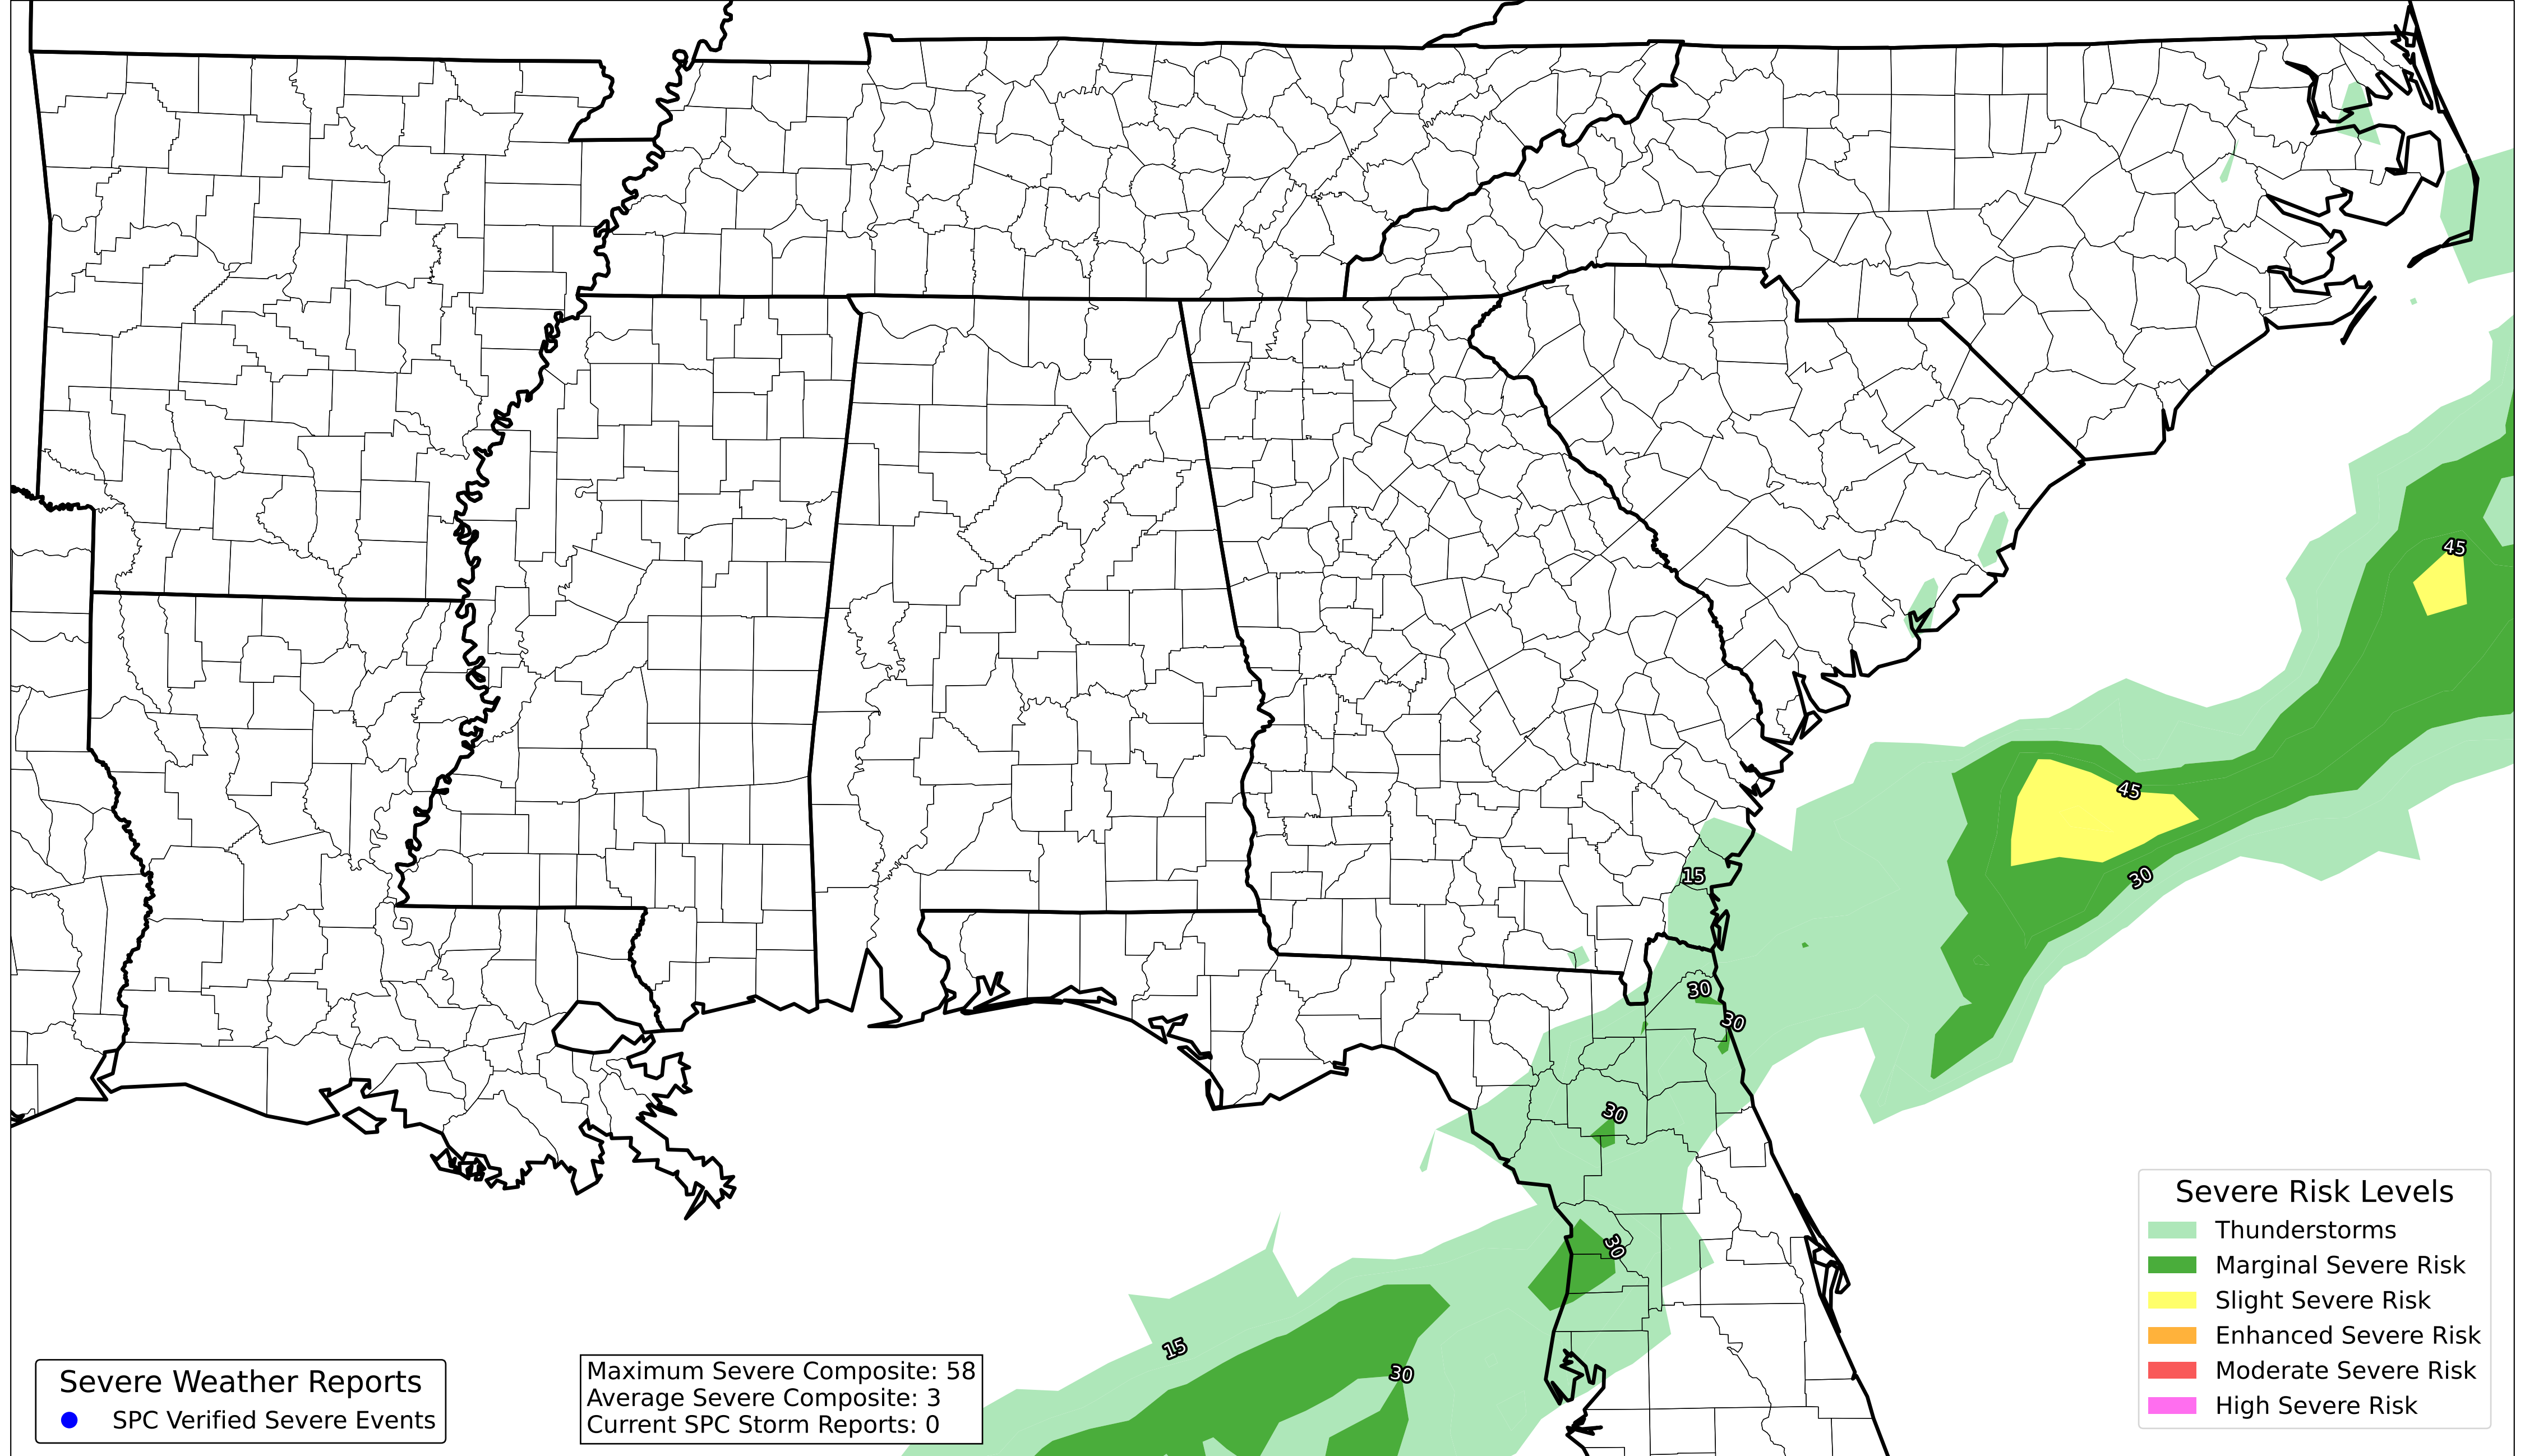 45
45
30
15
30
30
30
30
15
30
Severe Risk Levels
Thunderstorms
Marginal Severe Risk
Slight Severe Risk
Enhanced Severe Risk
Moderate Severe Risk
High Severe Risk
Severe Weather Reports
SPC Verified Severe Events
Maximum Severe Composite: 58
Average Severe Composite: 3
Current SPC Storm Reports: 0